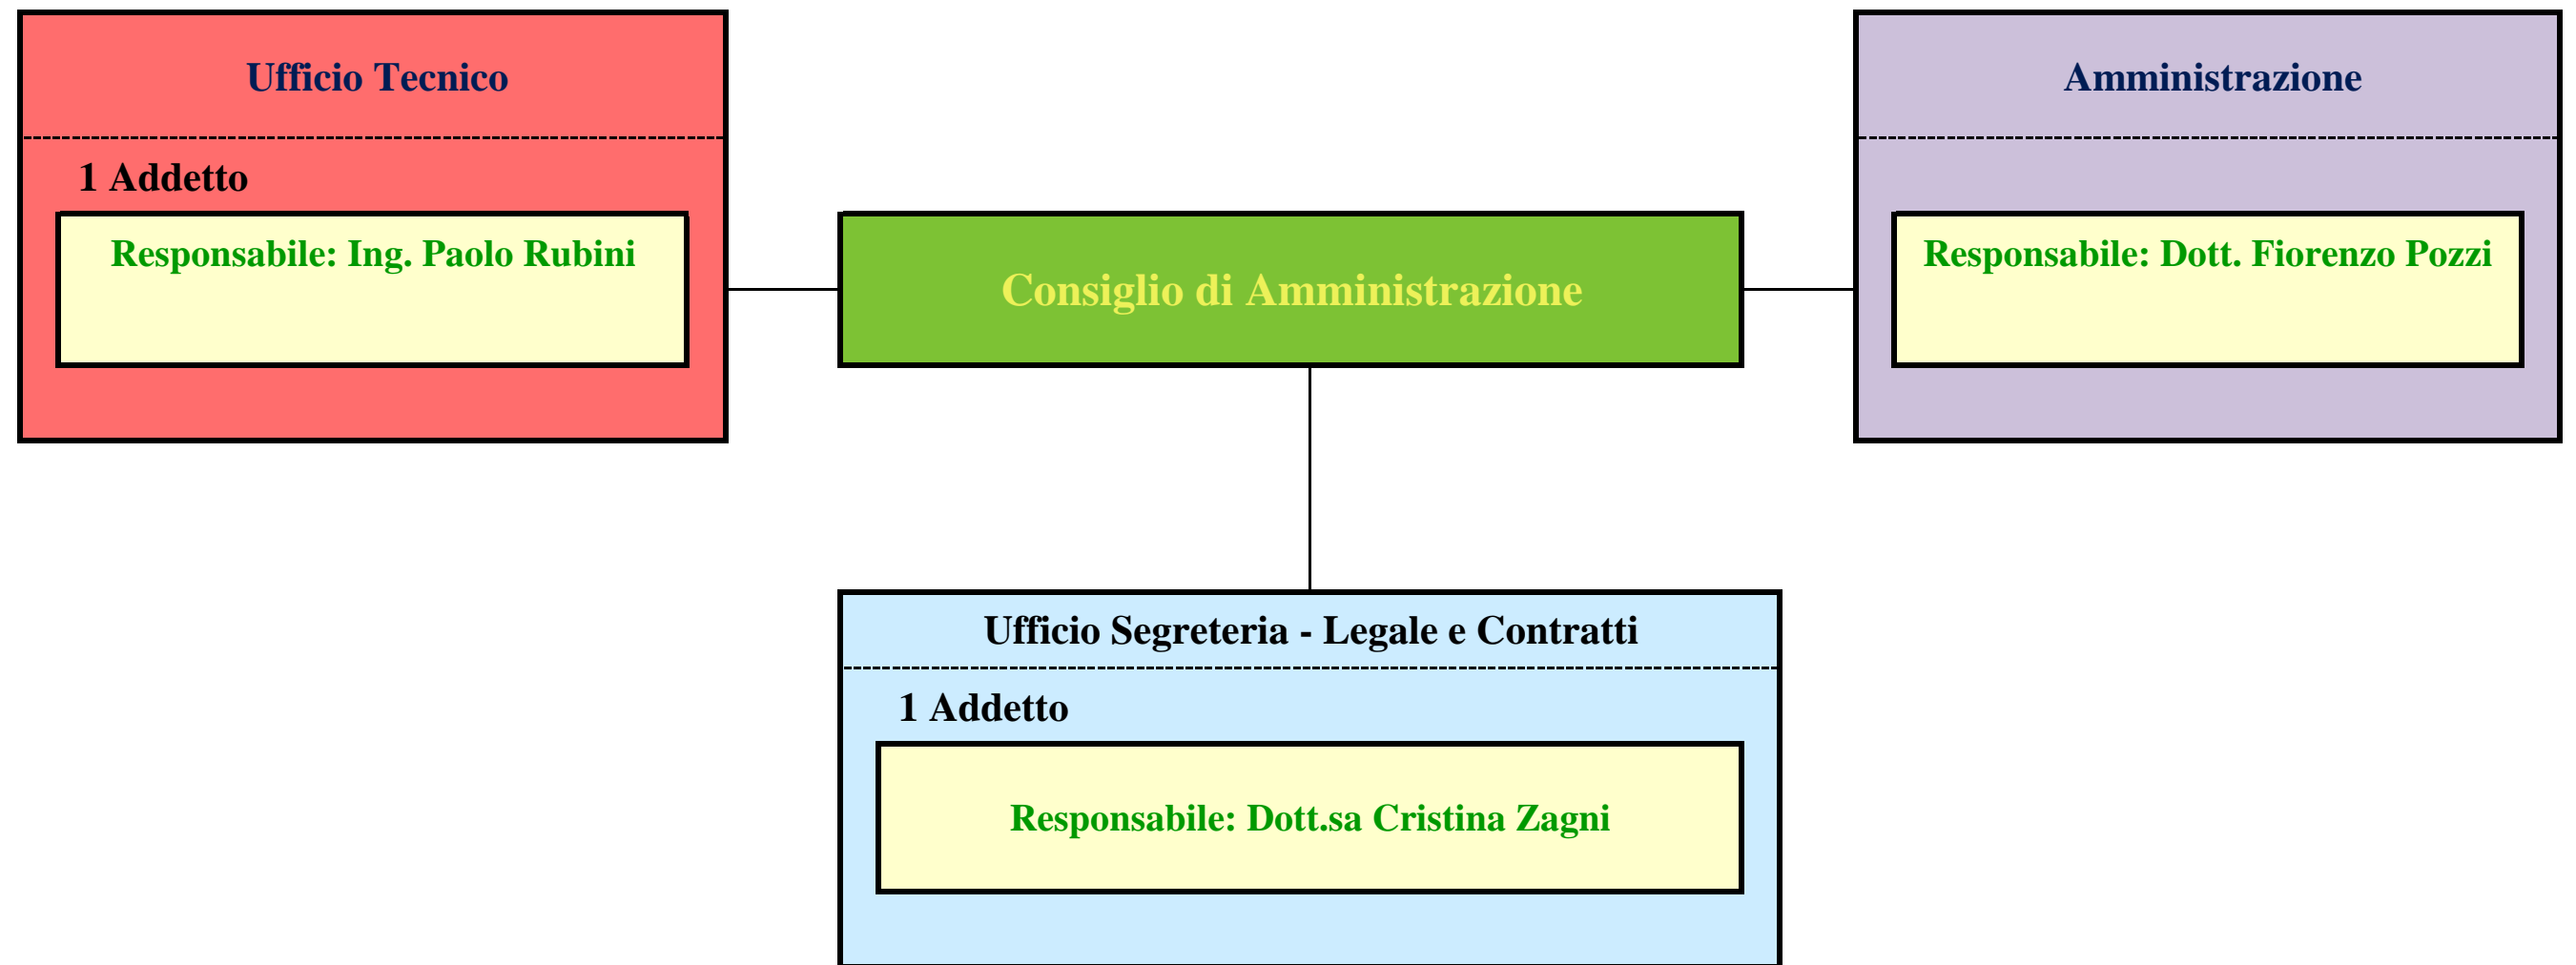 Ufficio Tecnico
1 Addetto
Responsabile: Ing. Paolo Rubini
Consiglio di Amministrazione
Amministrazione
Responsabile: Dott. Fiorenzo Pozzi
Ufficio Segreteria - Legale e Contratti
1 Addetto
Responsabile: Dott.sa Cristina Zagni